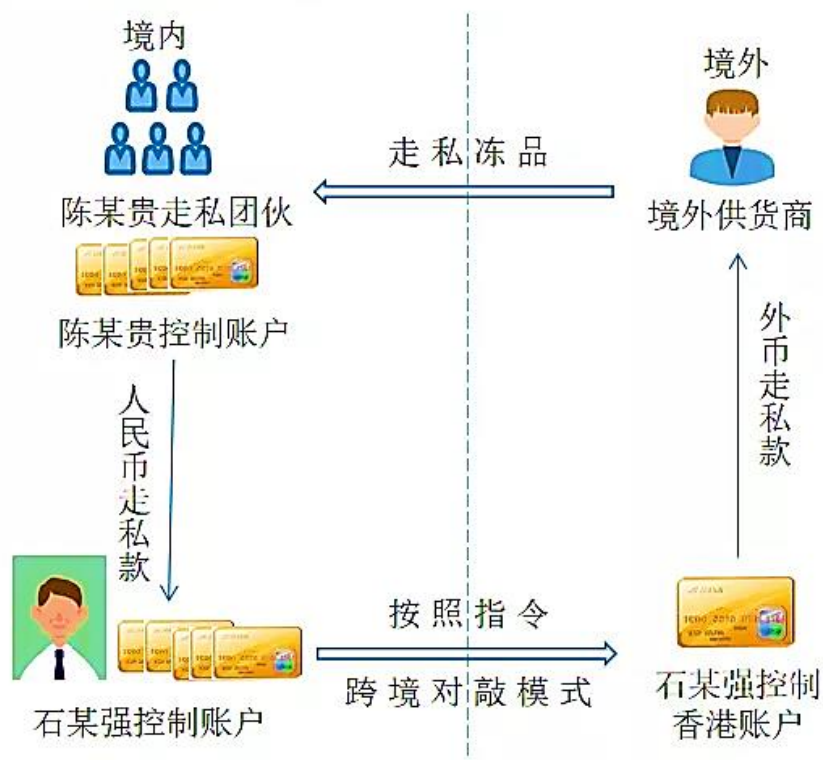 境内
境外
走私冻品
陈某贵走私团伙
境外供货商
陈某贵控制账户
人民币走私款
外币走私款
按照指令
跨境对敲模式
石某强控制账户
石某强控制
香港账户